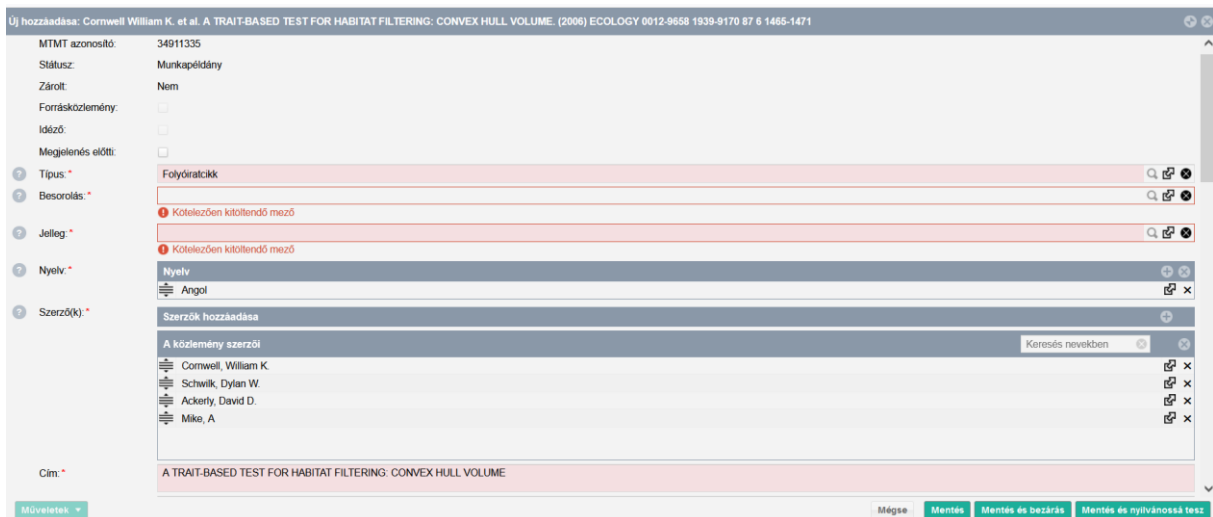 Új hozzáadása: Cornwell William K. et al. A TRAIT-BASED TEST FOR HABITAT FILTERING: CONVEX HULL VOLUME. (2006) ECOLOGY 0012-9658 1939-9170 87 6 1465-1471
MTMT azonosító: 34911335
Státusz: Munkapéldány
Zárolt: Nem
Forrásközlemény:
Idéző:
Megjelenés előtti:
? Típus: * Folyóiratcikk
? Besorolás: *
! Kötelezően kitöltendő mező
? Jelleg: *
! Kötelezően kitöltendő mező
? Nyelv: * Nyelv
Angol
? Szerző(k): * Szerzők hozzáadása
A közlemény szerzői Keresés nevekben
Cornwell, William K.
Schwilk, Dylan W.
Ackerly, David D.
Mike, A
Cím: * A TRAIT-BASED TEST FOR HABITAT FILTERING: CONVEX HULL VOLUME
Műveletek Mégse Mentés Mentés és bezárás Mentés és nyilvánossá tesz